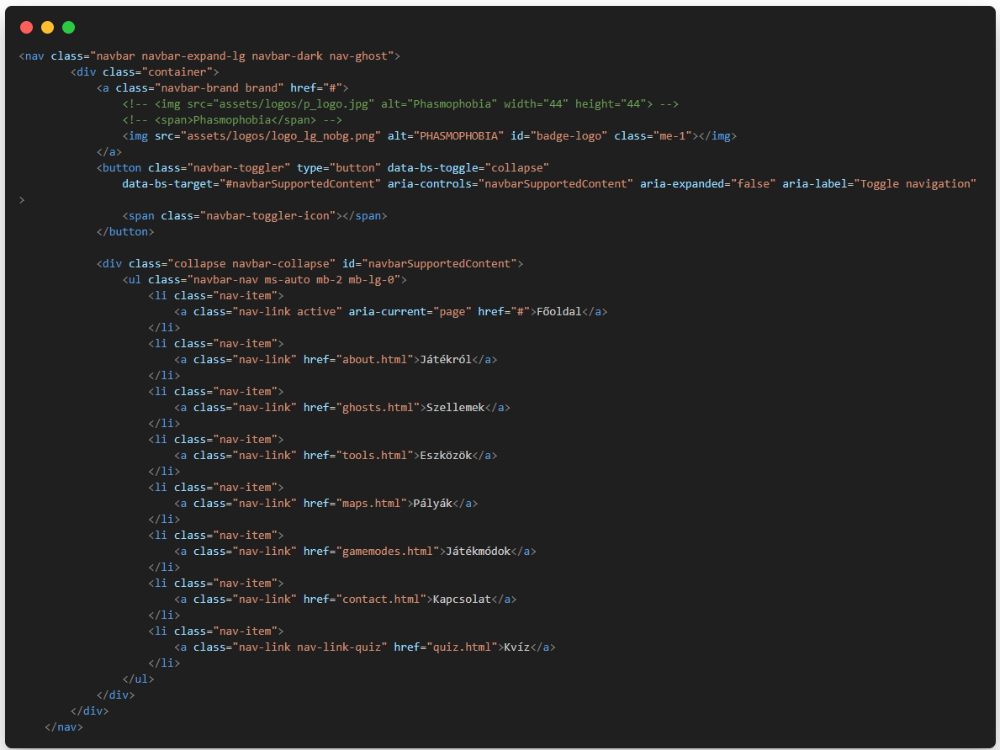 <nav class="navbar navbar-expand-lg navbar-dark nav-ghost">
        <div class="container">
            <a class="navbar-brand brand" href="#">
                <!-- <img src="assets/logos/p_logo.jpg" alt="Phasmophobia" width="44" height="44"> -->
                <!-- <span>Phasmophobia</span> -->
                <img src="assets/logos/logo_lg_nobg.png" alt="PHASMOPHOBIA" id="badge-logo" class="me-1"></img>
            </a>
            <button class="navbar-toggler" type="button" data-bs-toggle="collapse"
                data-bs-target="#navbarSupportedContent" aria-controls="navbarSupportedContent" aria-expanded="false" aria-label="Toggle navigation"
>
                <span class="navbar-toggler-icon"></span>
            </button>

            <div class="collapse navbar-collapse" id="navbarSupportedContent">
                <ul class="navbar-nav ms-auto mb-2 mb-lg-0">
                    <li class="nav-item">
                        <a class="nav-link active" aria-current="page" href="#">Főoldal</a>
                    </li>
                    <li class="nav-item">
                        <a class="nav-link" href="about.html">Játékról</a>
                    </li>
                    <li class="nav-item">
                        <a class="nav-link" href="ghosts.html">Szellemek</a>
                    </li>
                    <li class="nav-item">
                        <a class="nav-link" href="tools.html">Eszközök</a>
                    </li>
                    <li class="nav-item">
                        <a class="nav-link" href="maps.html">Pályák</a>
                    </li>
                    <li class="nav-item">
                        <a class="nav-link" href="gamemodes.html">Játékmódok</a>
                    </li>
                    <li class="nav-item">
                        <a class="nav-link" href="contact.html">Kapcsolat</a>
                    </li>
                    <li class="nav-item">
                        <a class="nav-link nav-link-quiz" href="quiz.html">Kvíz</a>
                    </li>
                </ul>
            </div>
        </div>
    </nav>